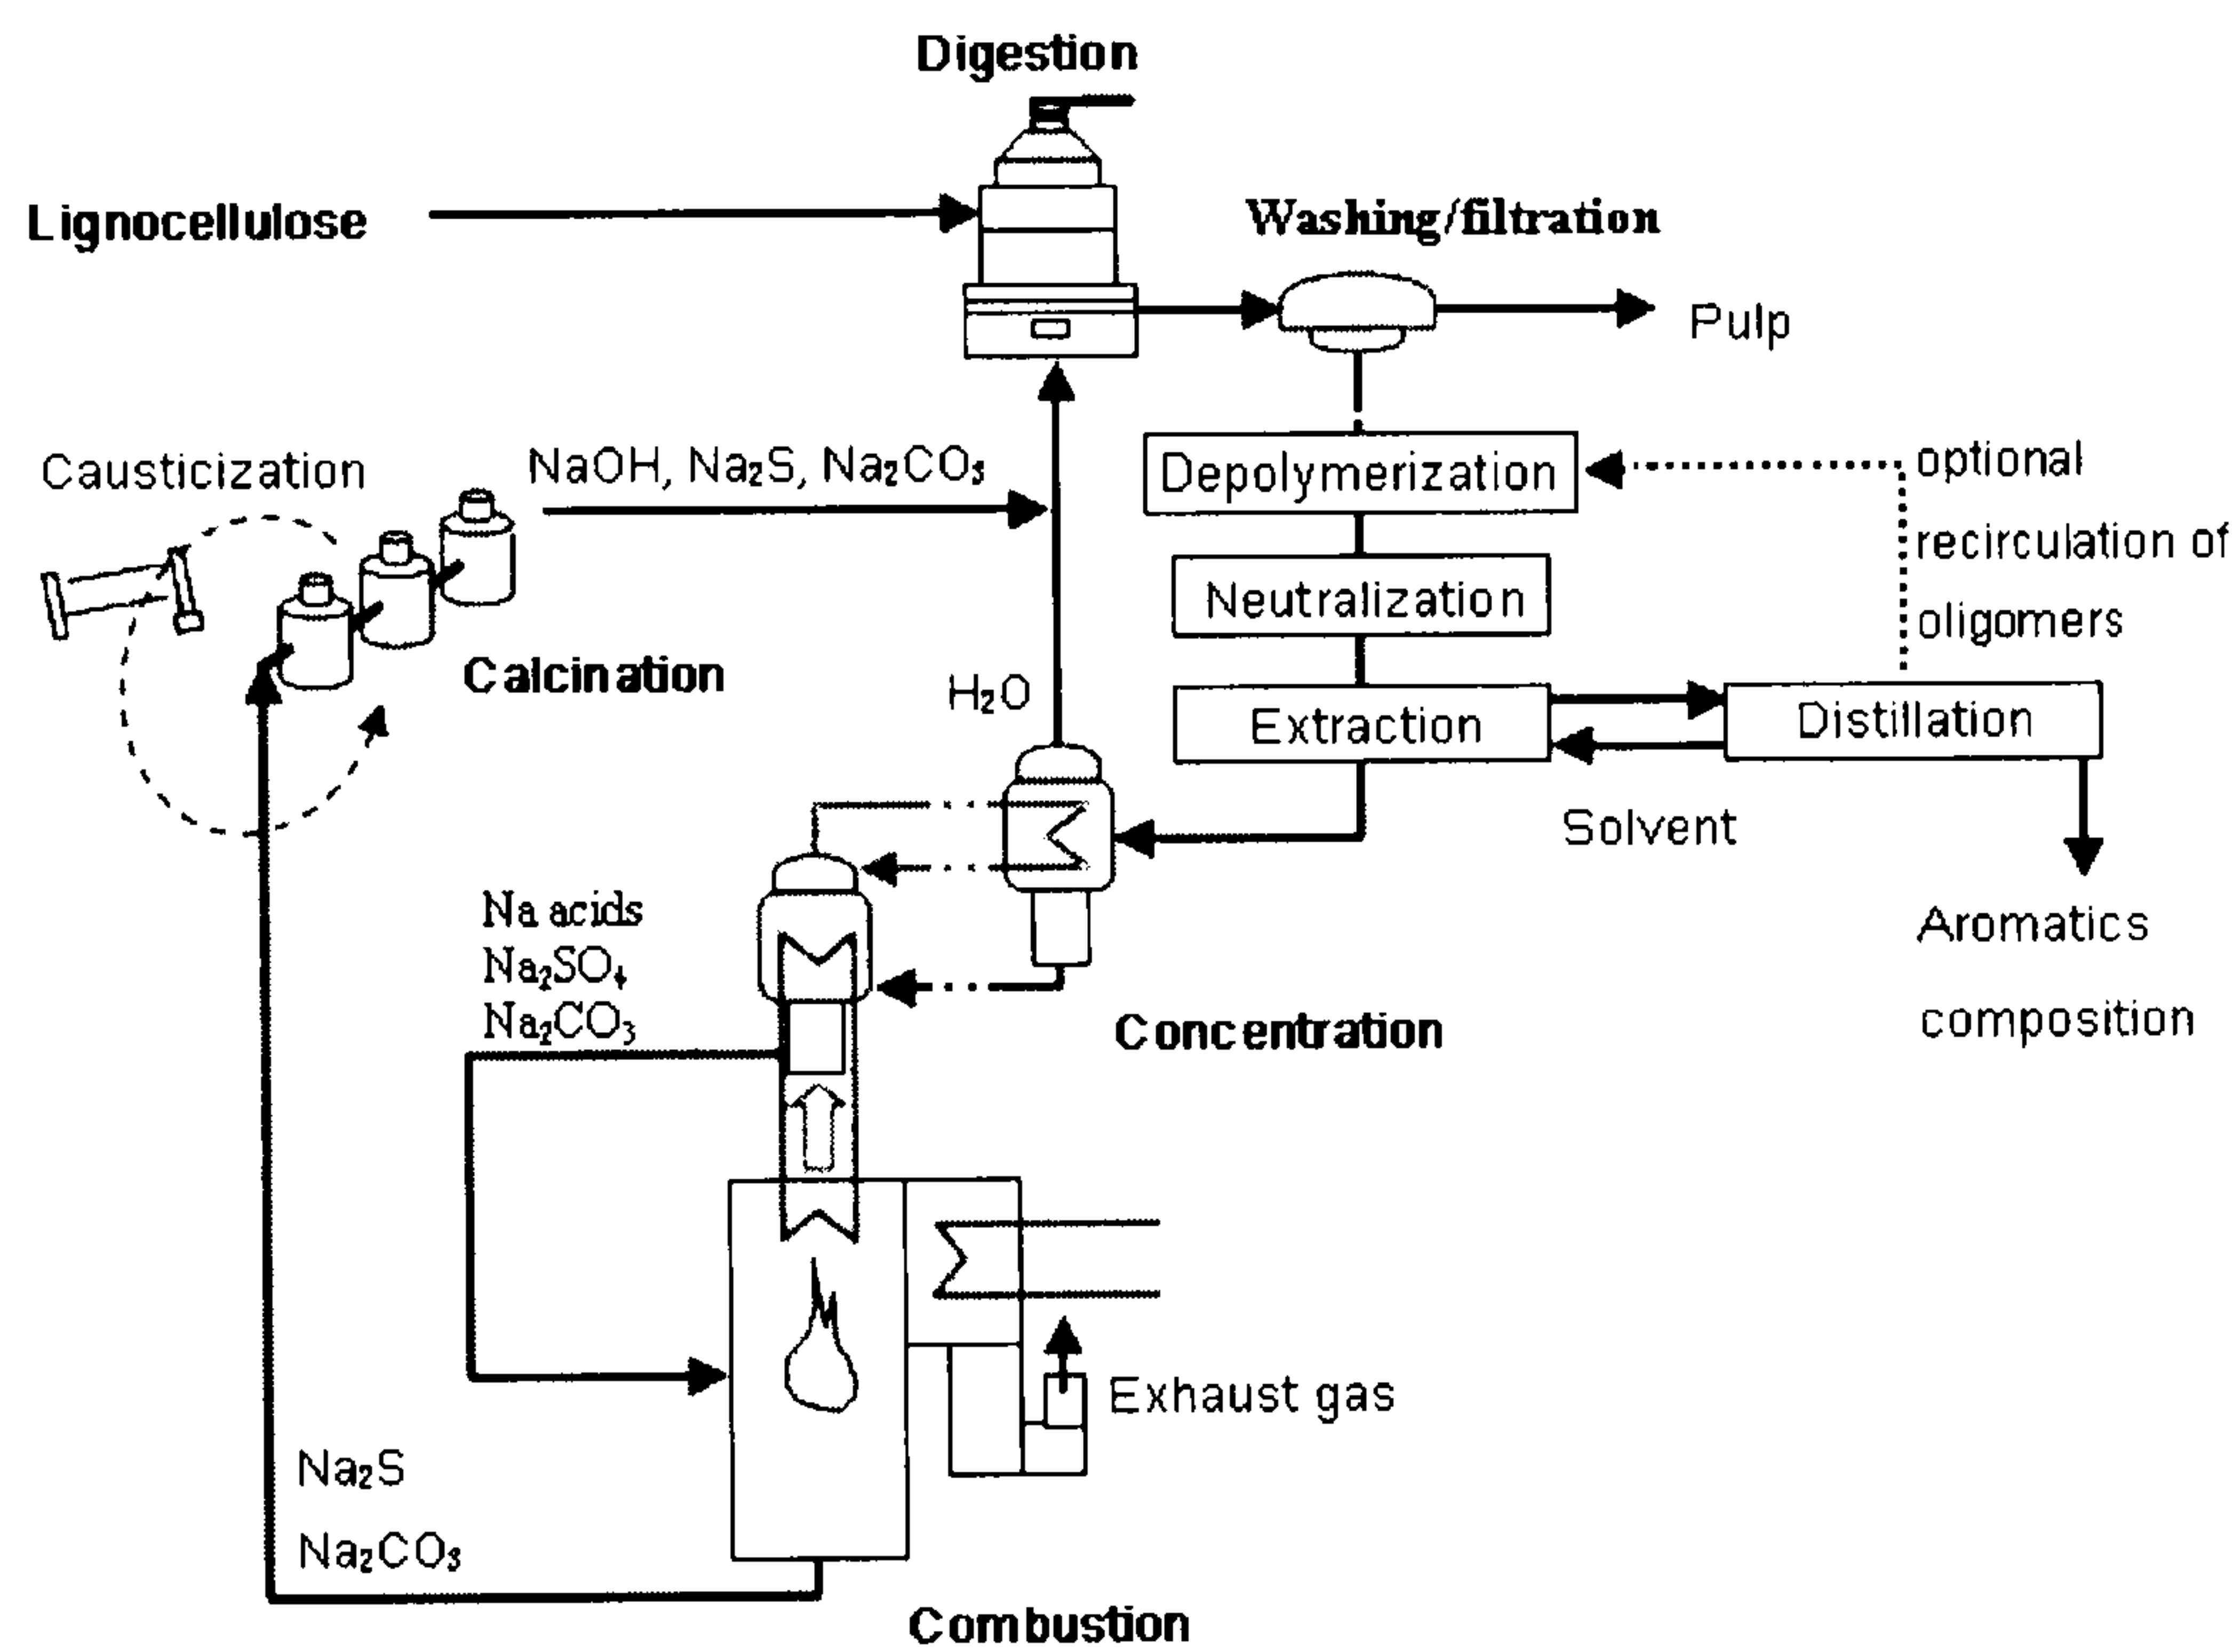 Digestion
Lignocellulose
Washing/filtration
Pulp
Causticization
NaOH, Na₂S, Na₂CO₃
Depolymerization
optional
recirculation of
oligomers
Neutralization
Calcination
H₂O
Extraction
Distillation
Solvent
Na acids
Na₂SO₄
Na₂CO₃
Aromatics
composition
Concentration
Exhaust gas
Na₂S
Na₂CO₃
Combustion